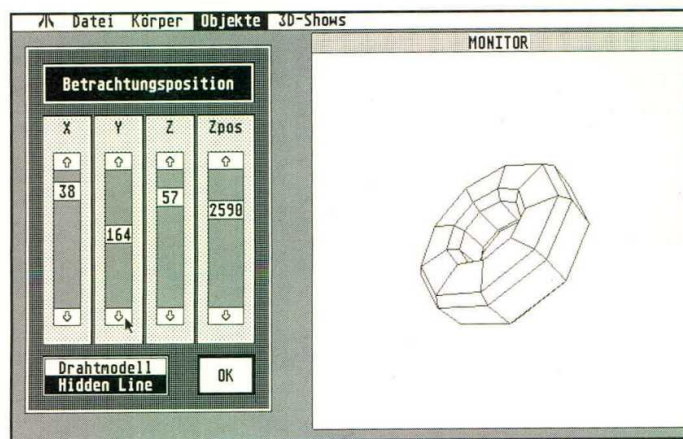 Datei Körper Objekte 3D-Shows
MONITOR
Betrachtungsposition
X Y Z Zpos
38
164
57
2590
Drahtmodell
Hidden Line
OK